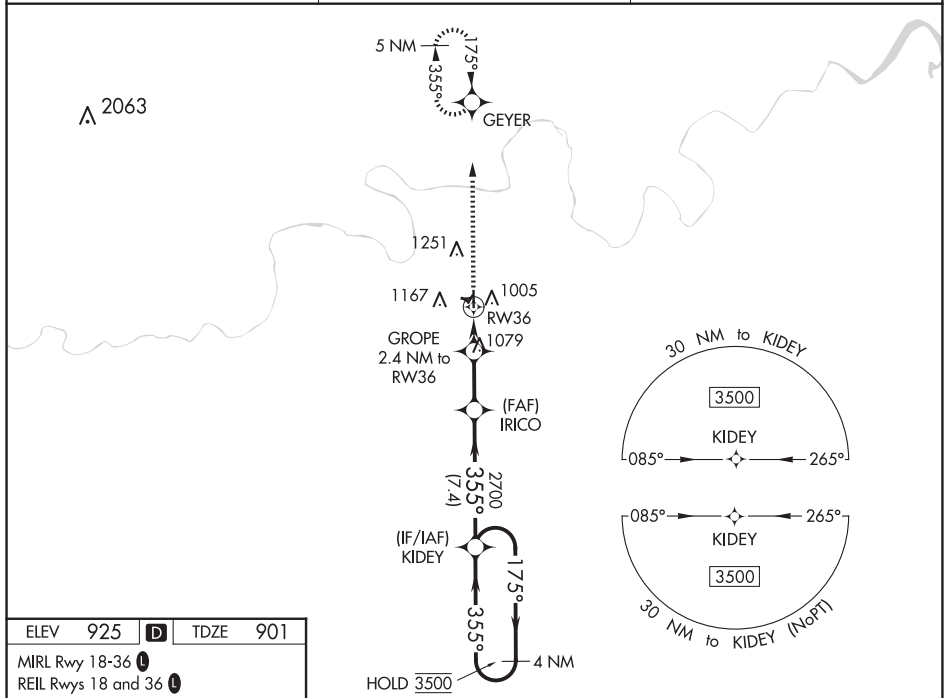 5 NM
175°
355°
GEYER
2063
1251
1167
1005
RW36
1079
GROPE
2.4 NM to
RW36
(FAF)
IRICO
355°
2700
(7.4)
(IF/IAF)
KIDEY
175°
355°
4 NM
HOLD 3500
30 NM to KIDEY
3500
KIDEY
085°
265°
085°
265°
KIDEY
3500
30 NM to KIDEY (NoPT)
ELEV 925 D TDZE 901
MIRL Rwy 18-36 L
REIL Rwys 18 and 36 L